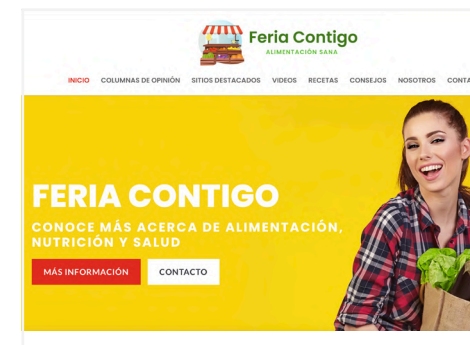 Feria Contigo
ALIMENTACIÓN SANA
INICIO COLUMNAS DE OPINIÓN SITIOS DESTACADOS VIDEOS RECETAS CONSEJOS NOSOTROS CONTA
FERIA CONTIGO
CONOCE MÁS ACERCA DE ALIMENTACIÓN,
NUTRICIÓN Y SALUD
MÁS INFORMACIÓN CONTACTO